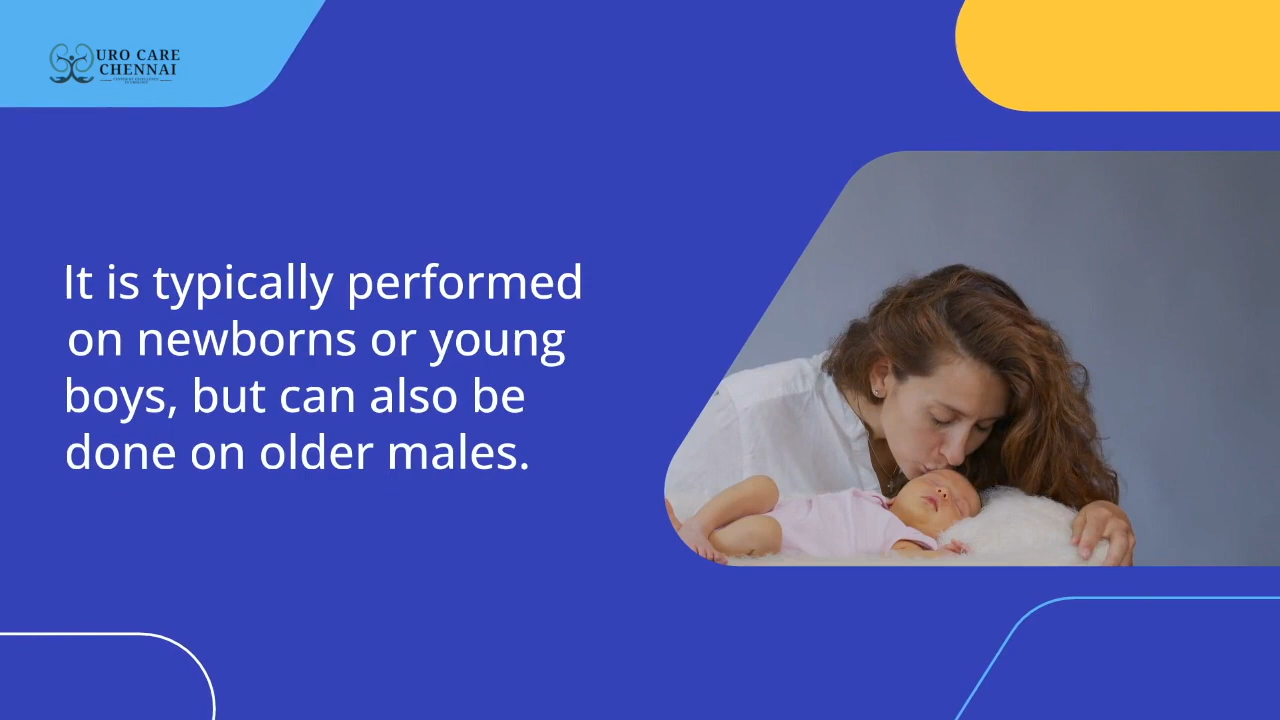 URO CARE
CHENNAI
It is typically performed
on newborns or young
boys, but can also be
done on older males.